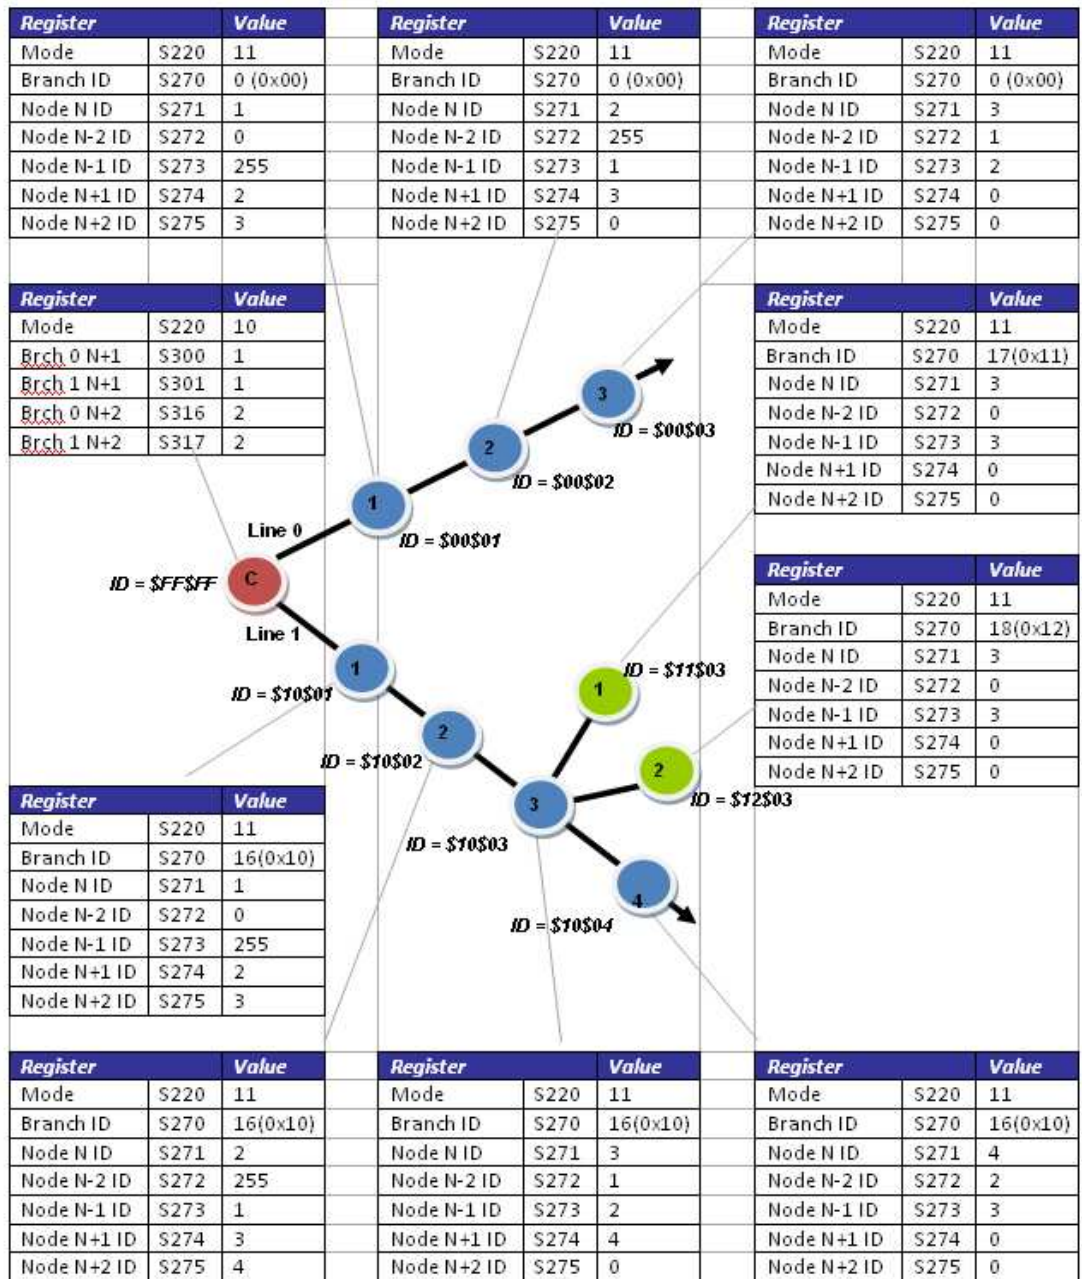 Register Value
Mode S220 11
Branch ID S270 0 (0x00)
Node N ID S271 1
Node N-2 ID S272 0
Node N-1 ID S273 255
Node N+1 ID S274 2
Node N+2 ID S275 3
Register Value
Mode S220 11
Branch ID S270 0 (0x00)
Node N ID S271 2
Node N-2 ID S272 255
Node N-1 ID S273 1
Node N+1 ID S274 3
Node N+2 ID S275 0
Register Value
Mode S220 11
Branch ID S270 0 (0x00)
Node N ID S271 3
Node N-2 ID S272 1
Node N-1 ID S273 2
Node N+1 ID S274 0
Node N+2 ID S275 0
Register Value
Mode S220 10
Brch 0 N+1 S300 1
Brch 1 N+1 S301 1
Brch 0 N+2 S316 2
Brch 1 N+2 S317 2
Register Value
Mode S220 11
Branch ID S270 17(0x11)
Node N ID S271 3
Node N-2 ID S272 0
Node N-1 ID S273 3
Node N+1 ID S274 0
Node N+2 ID S275 0
3
ID = $00$03
2
ID = $00$02
1
ID = $00$01
Line 0
C
ID = $FF$FF
Line 1
1
ID = $10$01
2
ID = $10$02
3
ID = $10$03
1
ID = $11$03
2
ID = $12$03
4
ID = $10$04
Register Value
Mode S220 11
Branch ID S270 18(0x12)
Node N ID S271 3
Node N-2 ID S272 0
Node N-1 ID S273 3
Node N+1 ID S274 0
Node N+2 ID S275 0
Register Value
Mode S220 11
Branch ID S270 16(0x10)
Node N ID S271 1
Node N-2 ID S272 0
Node N-1 ID S273 255
Node N+1 ID S274 2
Node N+2 ID S275 3
Register Value
Mode S220 11
Branch ID S270 16(0x10)
Node N ID S271 2
Node N-2 ID S272 255
Node N-1 ID S273 1
Node N+1 ID S274 3
Node N+2 ID S275 4
Register Value
Mode S220 11
Branch ID S270 16(0x10)
Node N ID S271 3
Node N-2 ID S272 1
Node N-1 ID S273 2
Node N+1 ID S274 4
Node N+2 ID S275 0
Register Value
Mode S220 11
Branch ID S270 16(0x10)
Node N ID S271 4
Node N-2 ID S272 2
Node N-1 ID S273 3
Node N+1 ID S274 0
Node N+2 ID S275 0